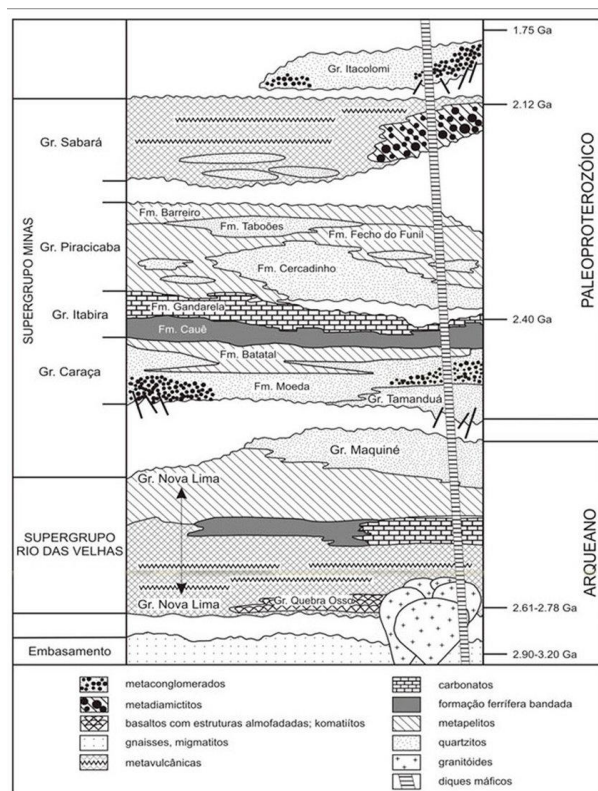 1.75 Ga
Gr. Itacolomi
2.12 Ga
Gr. Sabará
Fm. Barreiro
Fm. Taboões
Fm. Fecho do Funil
Gr. Piracicaba
Fm. Cercadinho
SUPERGRUPO MINAS
PALEOPROTEROZÓICO
Fm. Gandarela
Gr. Itabira
2.40 Ga
Fm. Cauê
Fm. Batatal
Gr. Caraça
Fm. Moeda
Gr. Tamanduá
Gr. Maquiné
Gr. Nova Lima
SUPERGRUPO
RIO DAS VELHAS
ARQUEANO
Gr. Nova Lima
Gr. Quebra Osso
2.61-2.78 Ga
Embasamento
2.90-3.20 Ga
metaconglomerados
metadiamictitos
basaltos com estruturas almofadadas; komatiítos
gnaisses, migmatitos
metavulcânicas
carbonatos
formação ferrífera bandada
metapelitos
quartzitos
granitóides
diques máficos